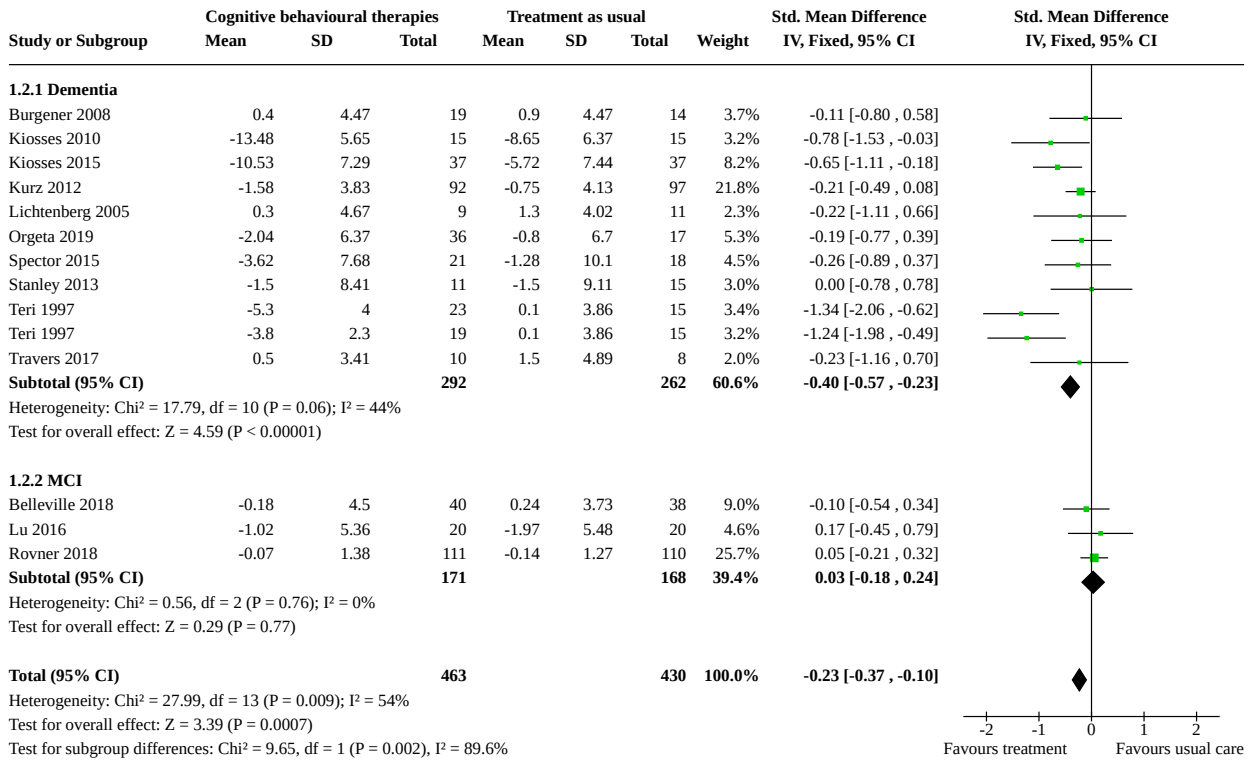 Cognitive behavioural therapies Treatment as usual Std. Mean Difference Std. Mean Difference
Study or Subgroup Mean SD Total Mean SD Total Weight IV, Fixed, 95% CI IV, Fixed, 95% CI
1.2.1 Dementia
Burgener 2008 0.4 4.47 19 0.9 4.47 14 3.7% -0.11 [-0.80 , 0.58]
Kiosses 2010 -13.48 5.65 15 -8.65 6.37 15 3.2% -0.78 [-1.53 , -0.03]
Kiosses 2015 -10.53 7.29 37 -5.72 7.44 37 8.2% -0.65 [-1.11 , -0.18]
Kurz 2012 -1.58 3.83 92 -0.75 4.13 97 21.8% -0.21 [-0.49 , 0.08]
Lichtenberg 2005 0.3 4.67 9 1.3 4.02 11 2.3% -0.22 [-1.11 , 0.66]
Orgeta 2019 -2.04 6.37 36 -0.8 6.7 17 5.3% -0.19 [-0.77 , 0.39]
Spector 2015 -3.62 7.68 21 -1.28 10.1 18 4.5% -0.26 [-0.89 , 0.37]
Stanley 2013 -1.5 8.41 11 -1.5 9.11 15 3.0% 0.00 [-0.78 , 0.78]
Teri 1997 -5.3 4 23 0.1 3.86 15 3.4% -1.34 [-2.06 , -0.62]
Teri 1997 -3.8 2.3 19 0.1 3.86 15 3.2% -1.24 [-1.98 , -0.49]
Travers 2017 0.5 3.41 10 1.5 4.89 8 2.0% -0.23 [-1.16 , 0.70]
Subtotal (95% CI) 292 262 60.6% -0.40 [-0.57 , -0.23]
Heterogeneity: Chi² = 17.79, df = 10 (P = 0.06); I² = 44%
Test for overall effect: Z = 4.59 (P < 0.00001)
1.2.2 MCI
Belleville 2018 -0.18 4.5 40 0.24 3.73 38 9.0% -0.10 [-0.54 , 0.34]
Lu 2016 -1.02 5.36 20 -1.97 5.48 20 4.6% 0.17 [-0.45 , 0.79]
Rovner 2018 -0.07 1.38 111 -0.14 1.27 110 25.7% 0.05 [-0.21 , 0.32]
Subtotal (95% CI) 171 168 39.4% 0.03 [-0.18 , 0.24]
Heterogeneity: Chi² = 0.56, df = 2 (P = 0.76); I² = 0%
Test for overall effect: Z = 0.29 (P = 0.77)
Total (95% CI) 463 430 100.0% -0.23 [-0.37 , -0.10]
Heterogeneity: Chi² = 27.99, df = 13 (P = 0.009); I² = 54%
Test for overall effect: Z = 3.39 (P = 0.0007) -2 -1 0 1 2
Test for subgroup differences: Chi² = 9.65, df = 1 (P = 0.002), I² = 89.6% Favours treatment Favours usual care